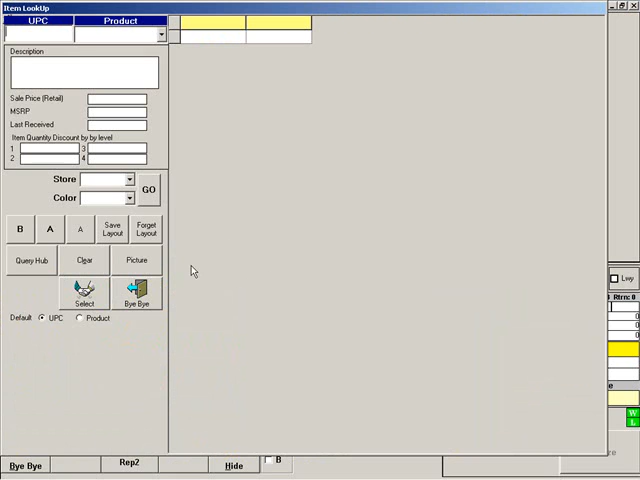 Item LookUp
UPC Product
Description
Sale Price (Retail)
MSRP
Last Received
Item Quantity Discount by by level
1 3
2 4
Store
GO
Color
B A A Save Layout Forget Layout
Query Hub Clear Picture
Select Bye Bye
Default UPC Product
Lwy
Rtrn: 0
0
0
0
W
L
Bye Bye Rep2 Hide B